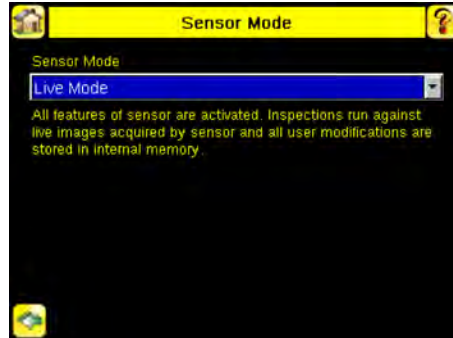 Sensor Mode
?
Sensor Mode
Live Mode
All features of sensor are activated. Inspections run against
live images acquired by sensor and all user modifications are
stored in internal memory.